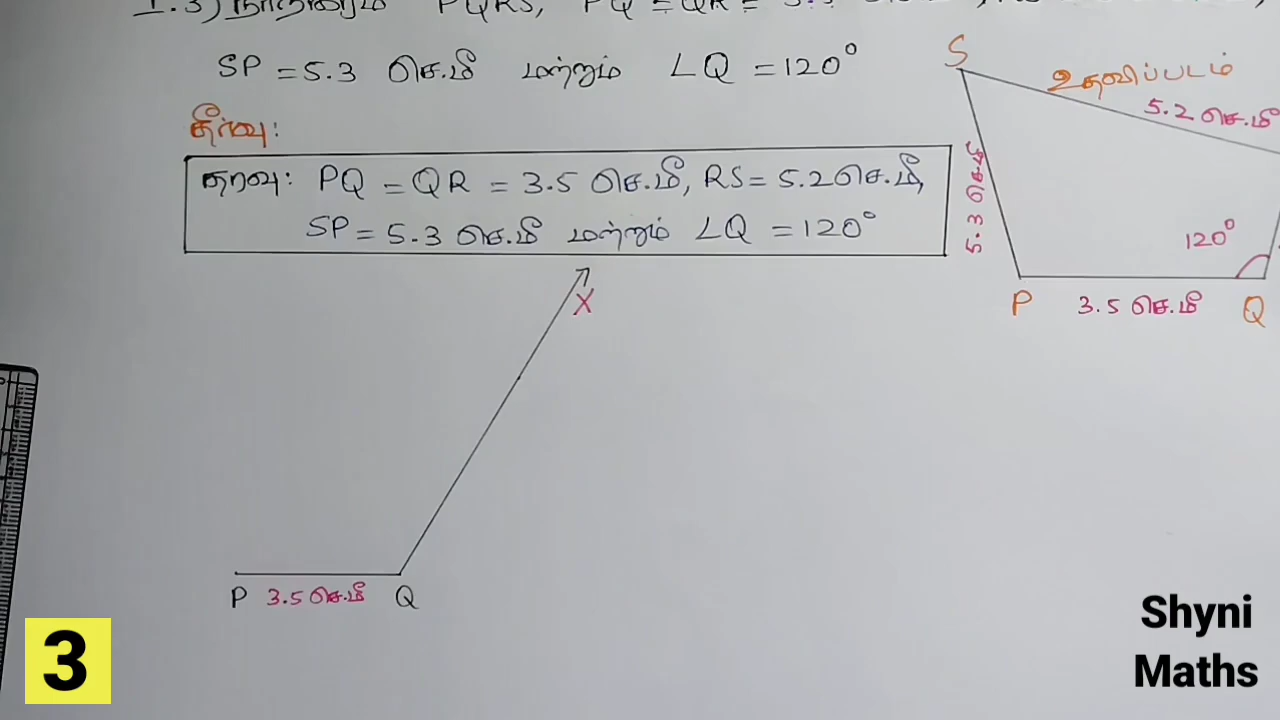 SP = 5.3 செ.மீ மற்றும் ∠Q = 120°
தீர்வு:
தரவு: PQ = QR = 3.5 செ.மீ, RS = 5.2 செ.மீ,
SP = 5.3 செ.மீ மற்றும் ∠Q = 120°
S
உதவிப்படம்
5.2 செ.மீ
5.3 செ.மீ
120°
P 3.5 செ.மீ Q
X
P 3.5 செ.மீ Q
3
Shyni
Maths